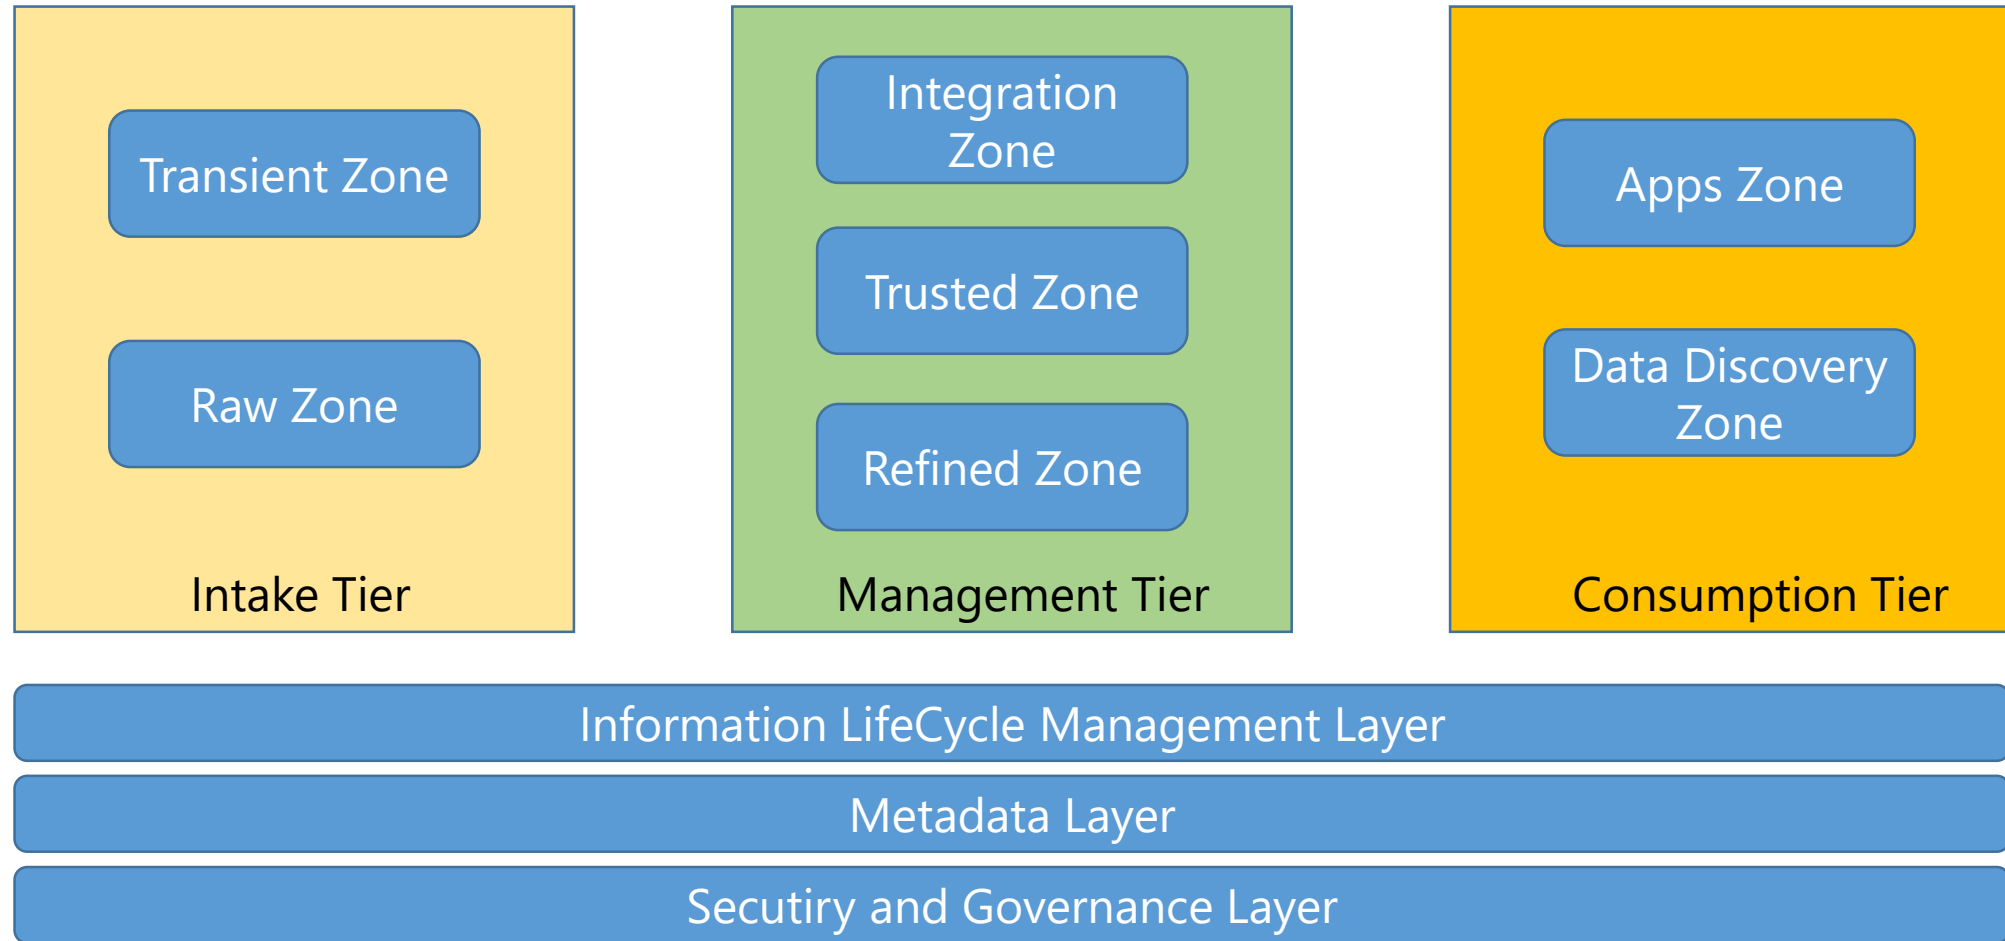 Transient Zone
Raw Zone
Intake Tier
Integration
Zone
Trusted Zone
Refined Zone
Management Tier
Apps Zone
Data Discovery
Zone
Consumption Tier
Information LifeCycle Management Layer
Metadata Layer
Secutiry and Governance Layer